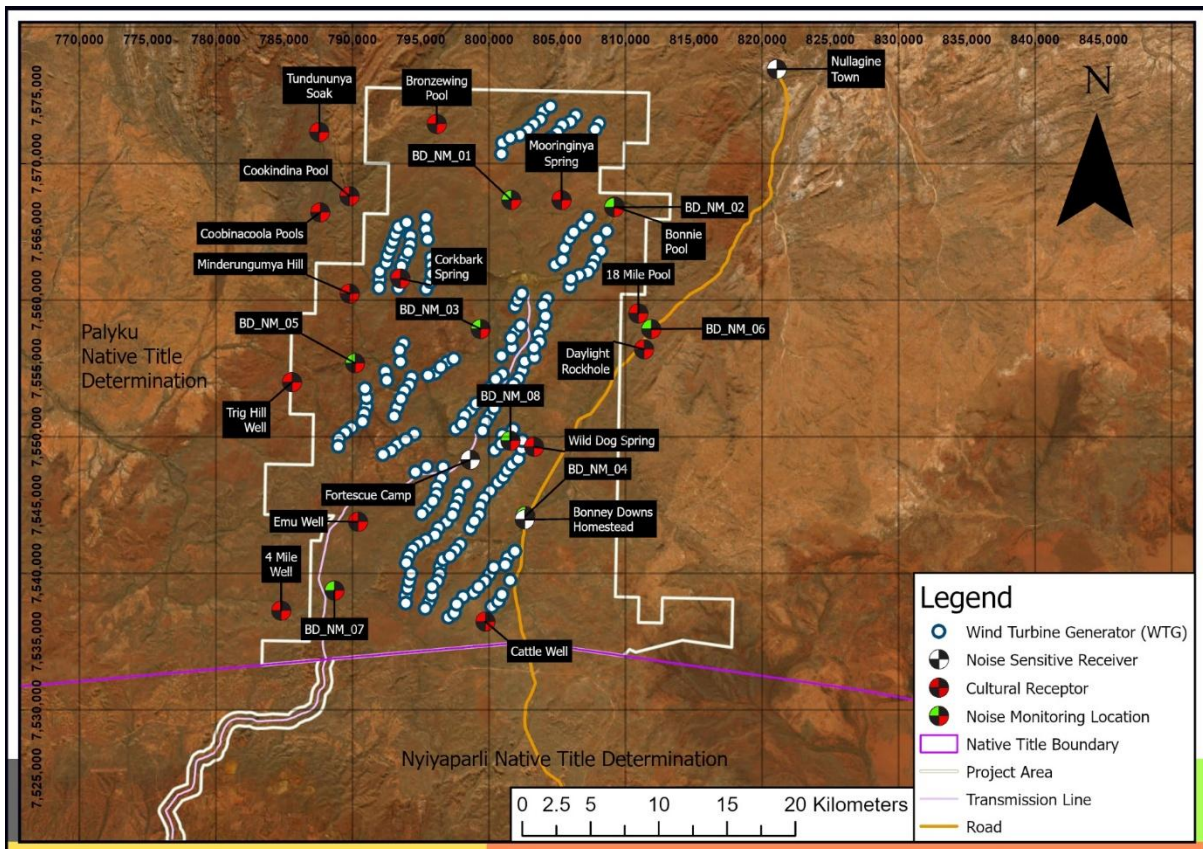 770,000
775,000
780,000
785,000
790,000
795,000
800,000
805,000
810,000
815,000
820,000
825,000
830,000
835,000
840,000
845,000
7,575,000
7,570,000
7,565,000
7,560,000
7,555,000
7,550,000
7,545,000
7,540,000
7,535,000
7,530,000
7,525,000
Tundununya
Soak
Bronzewing
Pool
Nullagine
Town
N
BD_NM_01
Mooringinya
Spring
Cookindina Pool
BD_NM_02
Coobinacoola Pools
Bonnie
Pool
Minderungumya Hill
Corkbark
Spring
18 Mile Pool
BD_NM_03
BD_NM_05
BD_NM_06
Palyku
Native Title
Determination
Daylight
Rockhole
Trig Hill
Well
BD_NM_08
Wild Dog Spring
BD_NM_04
Fortescue Camp
Emu Well
Bonney Downs
Homestead
4 Mile
Well
BD_NM_07
Cattle Well
Nyiyaparli Native Title Determination
0 2.5 5 10 15 20 Kilometers
Legend
Wind Turbine Generator (WTG)
Noise Sensitive Receiver
Cultural Receptor
Noise Monitoring Location
Native Title Boundary
Project Area
Transmission Line
Road